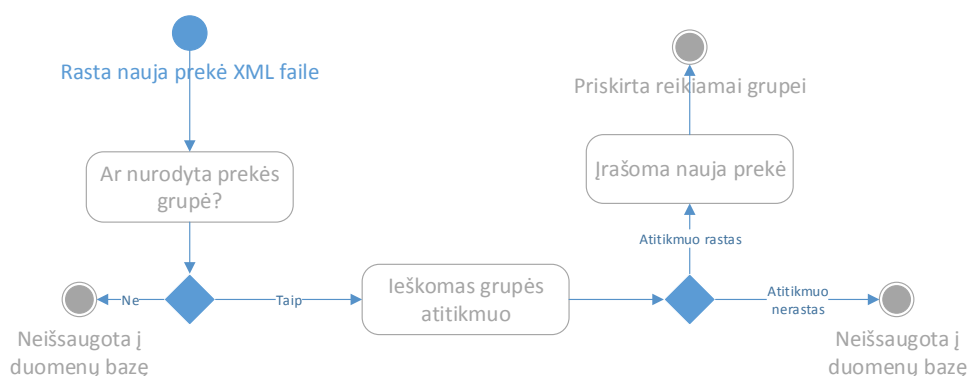 Rasta nauja prekė XML faile
Priskirta reikiamai grupei
Ar nurodyta prekės
grupė?
Įrašoma nauja prekė
Atitikmuo rastas
Ne
Taip
Ieškomas grupės
atitikmuo
Atitikmuo
nerastas
Neišsaugota į
duomenų bazę
Neišsaugota į
duomenų bazę